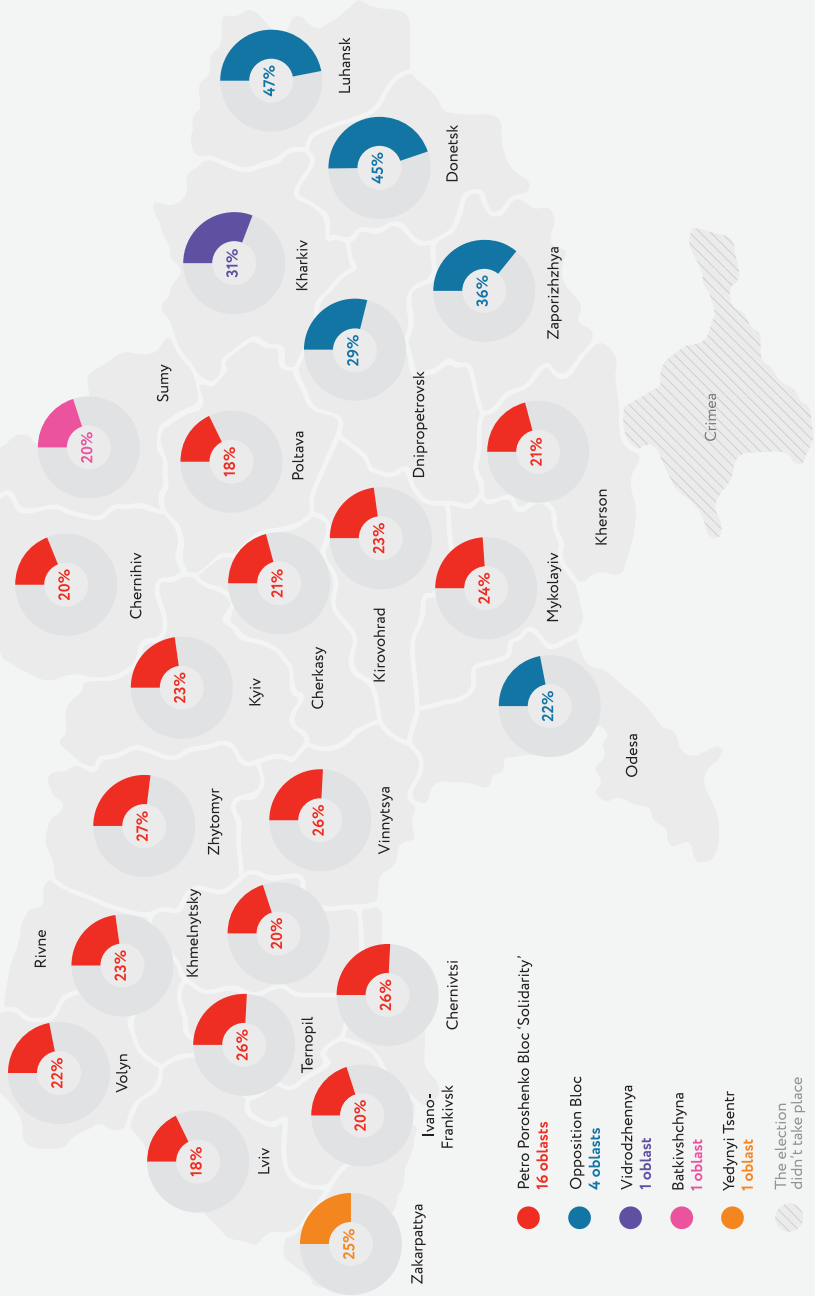 22%
Volyn
Rivne
23%
27%
Zhytomyr
23%
Kyiv
20%
Chernihiv
20%
Sumy
18%
Lviv
26%
Ternopil
Khmelnytsky
20%
26%
Vinnytsya
Cherkasy
21%
18%
Poltava
31%
Kharkiv
47%
Luhansk
25%
Zakarpattya
20%
Ivano-
Frankivsk
26%
Chernivtsi
Kirovohrad
23%
29%
Dnipropetrovsk
45%
Donetsk
22%
Odesa
24%
Mykolayiv
21%
Kherson
36%
Zaporizhzhya
Crimea
Petro Poroshenko Bloc ‘Solidarity’
16 oblasts
Opposition Bloc
4 oblasts
Vidrodzhennya
1 oblast
Batkivshchyna
1 oblast
Yedynyi Tsentr
1 oblast
The election
didn’t take place